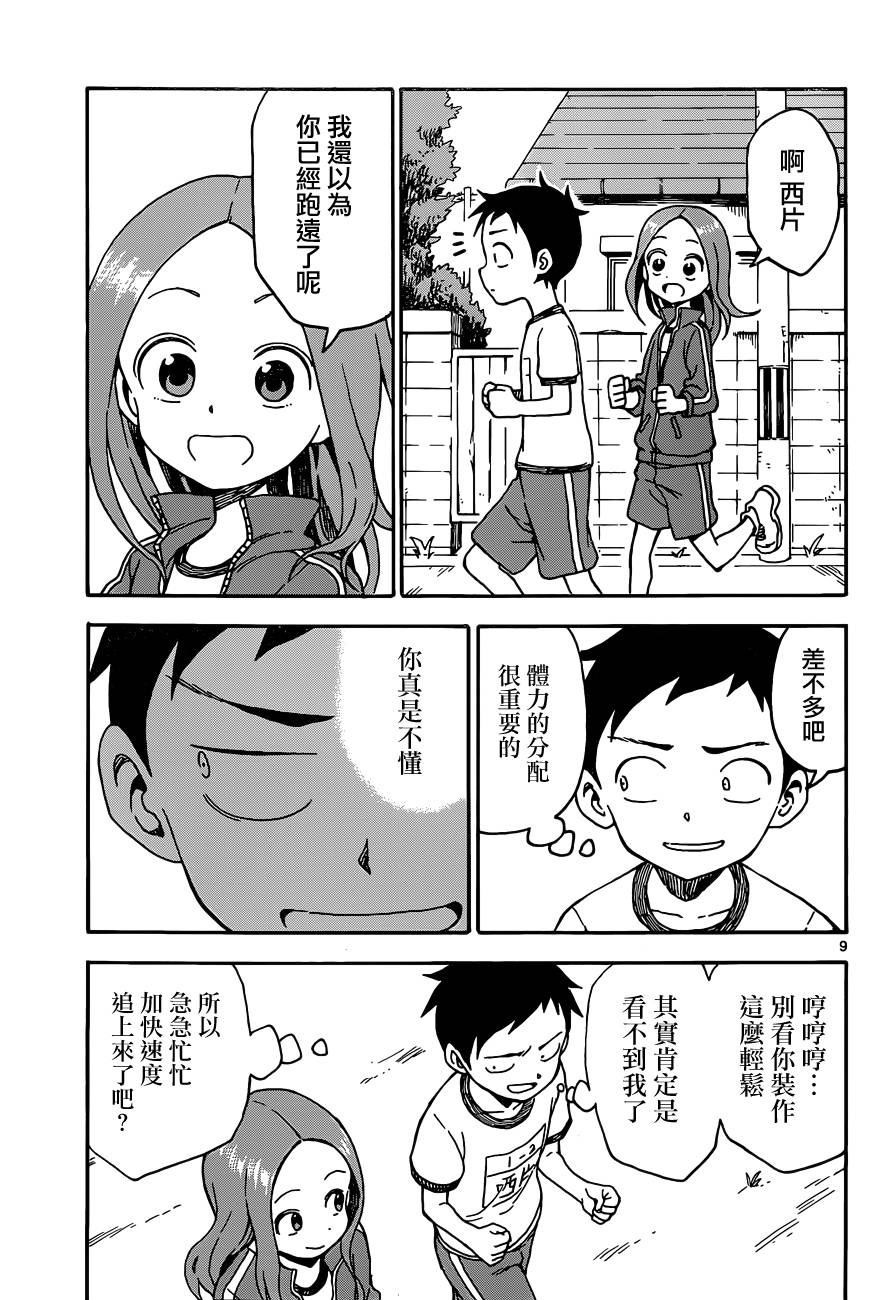 啊 西片
我還以為
你已經跑遠了呢
差不多吧
體力的分配
很重要的
你真是不懂
9
哼哼哼…
別看你裝作
這麼輕鬆
其實肯定是
看不到我了
所以
急急忙忙
加快速度
追上來了吧？
1-2
西片